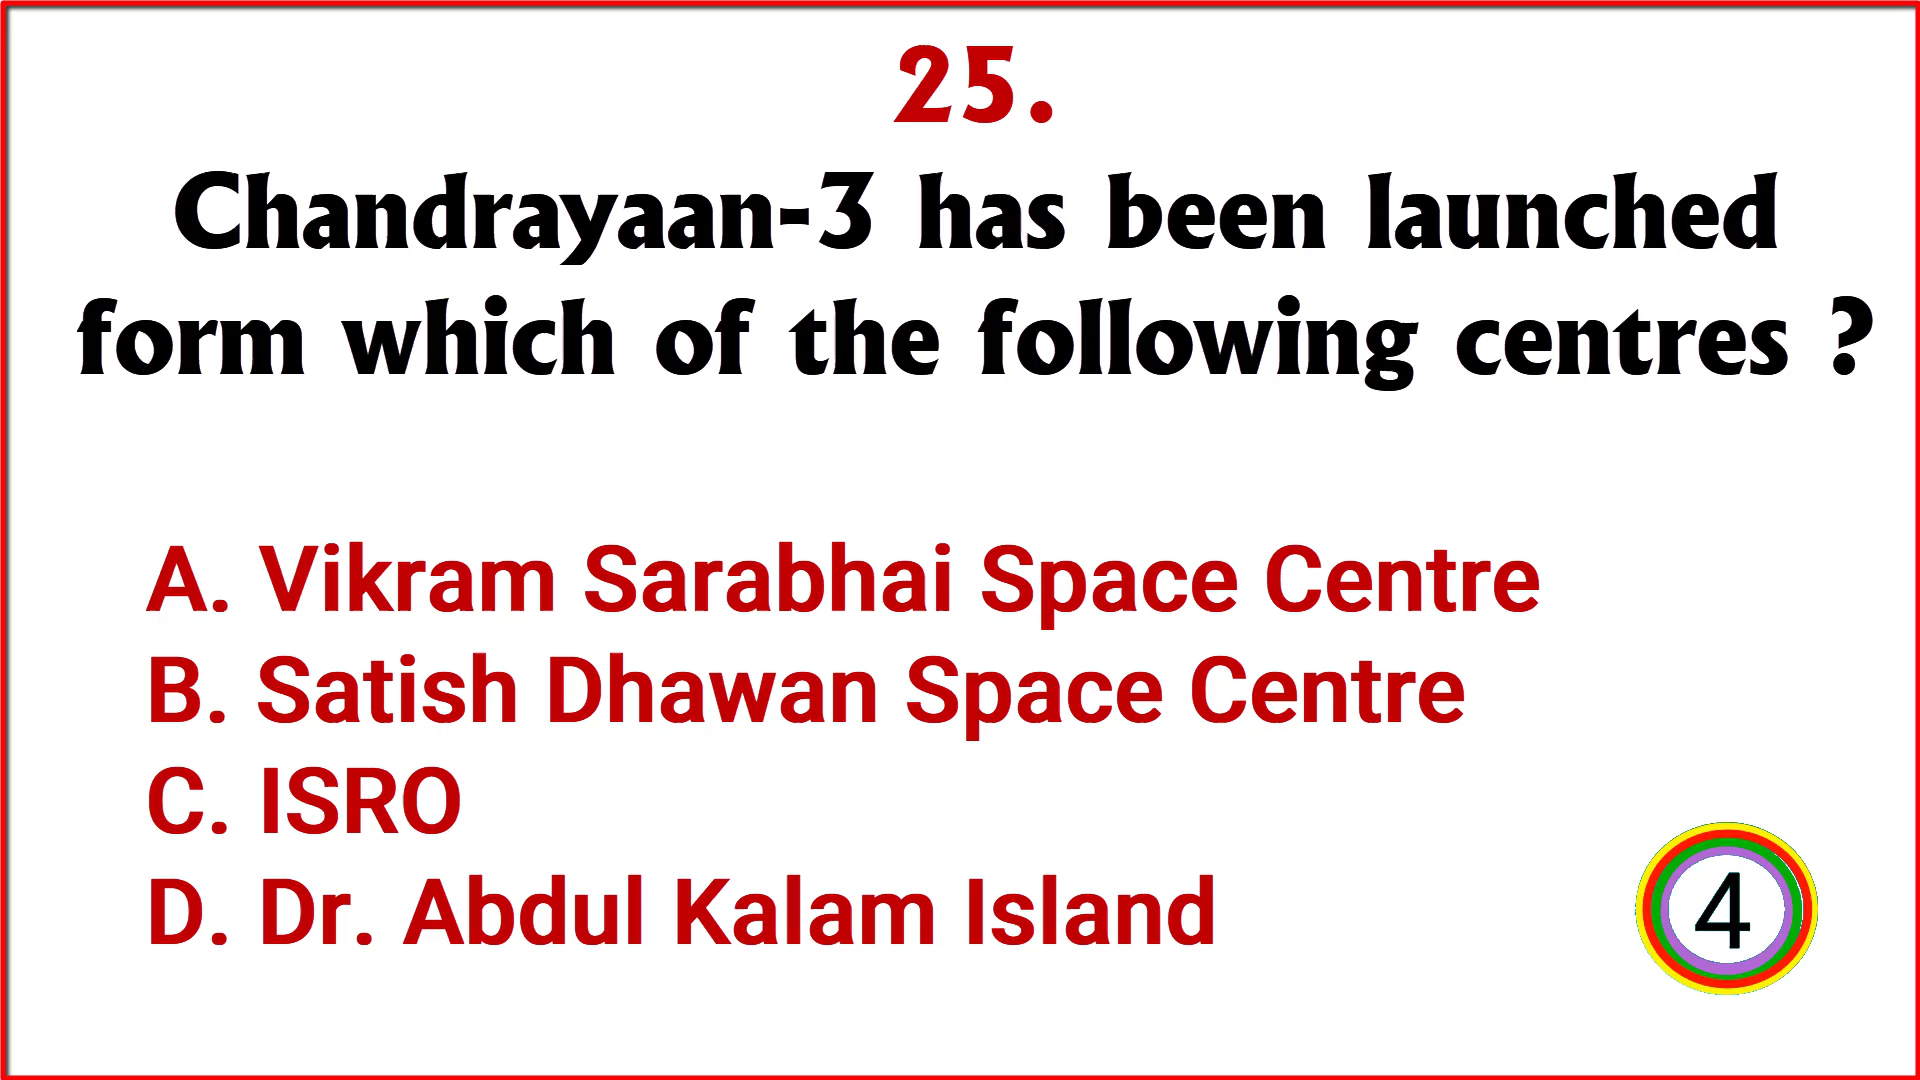 25.
Chandrayaan-3 has been launched
form which of the following centres ?
A. Vikram Sarabhai Space Centre
B. Satish Dhawan Space Centre
C. ISRO
D. Dr. Abdul Kalam Island
4